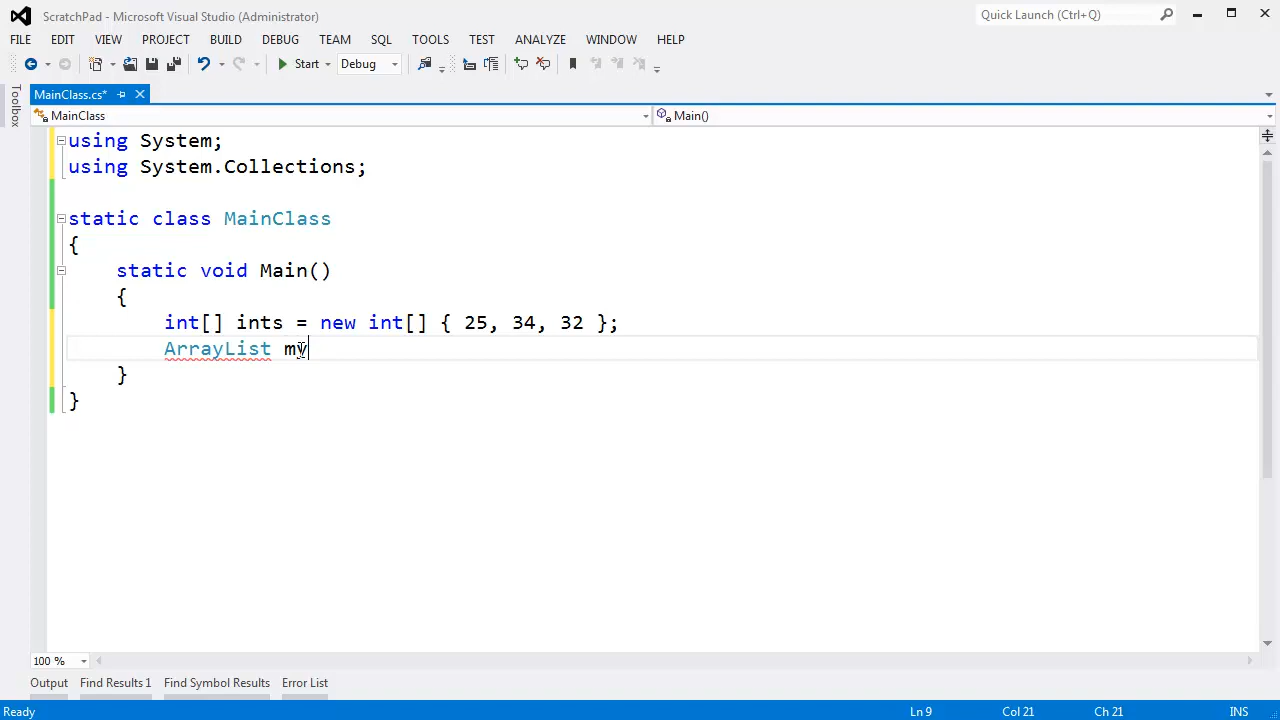 ScratchPad - Microsoft Visual Studio (Administrator)
Quick Launch (Ctrl+Q)
FILE EDIT VIEW PROJECT BUILD DEBUG TEAM SQL TOOLS TEST ANALYZE WINDOW HELP
Start Debug
Toolbox
MainClass.cs*
MainClass Main()
using System;
using System.Collections;
static class MainClass
{
static void Main()
{
int[] ints = new int[] { 25, 34, 32 };
ArrayList my
}
}
100 %
Output Find Results 1 Find Symbol Results Error List
Ready Ln 9 Col 21 Ch 21 INS